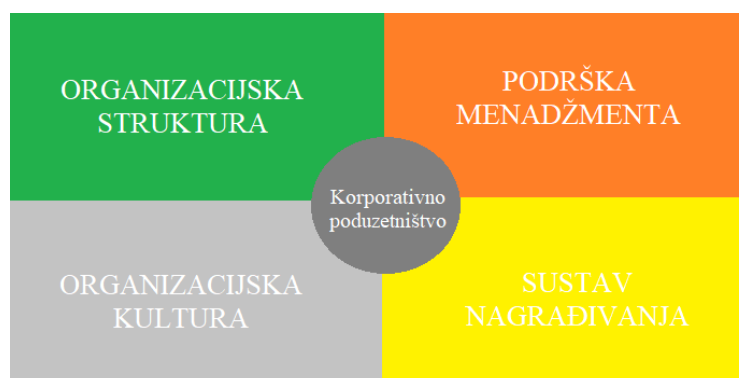 ORGANIZACIJSKA
STRUKTURA
PODRŠKA
MENADŽMENTA
Korporativno
poduzetništvo
ORGANIZACIJSKA
KULTURA
SUSTAV
NAGRAĐIVANJA